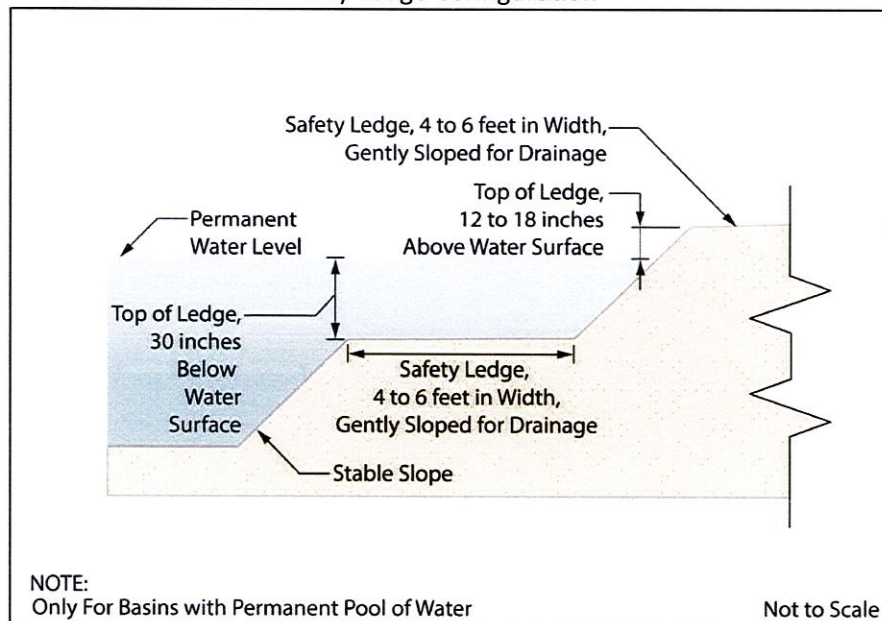 Safety Ledge, 4 to 6 feet in Width,
Gently Sloped for Drainage
Top of Ledge,
12 to 18 inches
Above Water Surface
Permanent
Water Level
Top of Ledge,
30 inches
Below
Water
Surface
Safety Ledge,
4 to 6 feet in Width,
Gently Sloped for Drainage
Stable Slope
NOTE:
Only For Basins with Permanent Pool of Water
Not to Scale